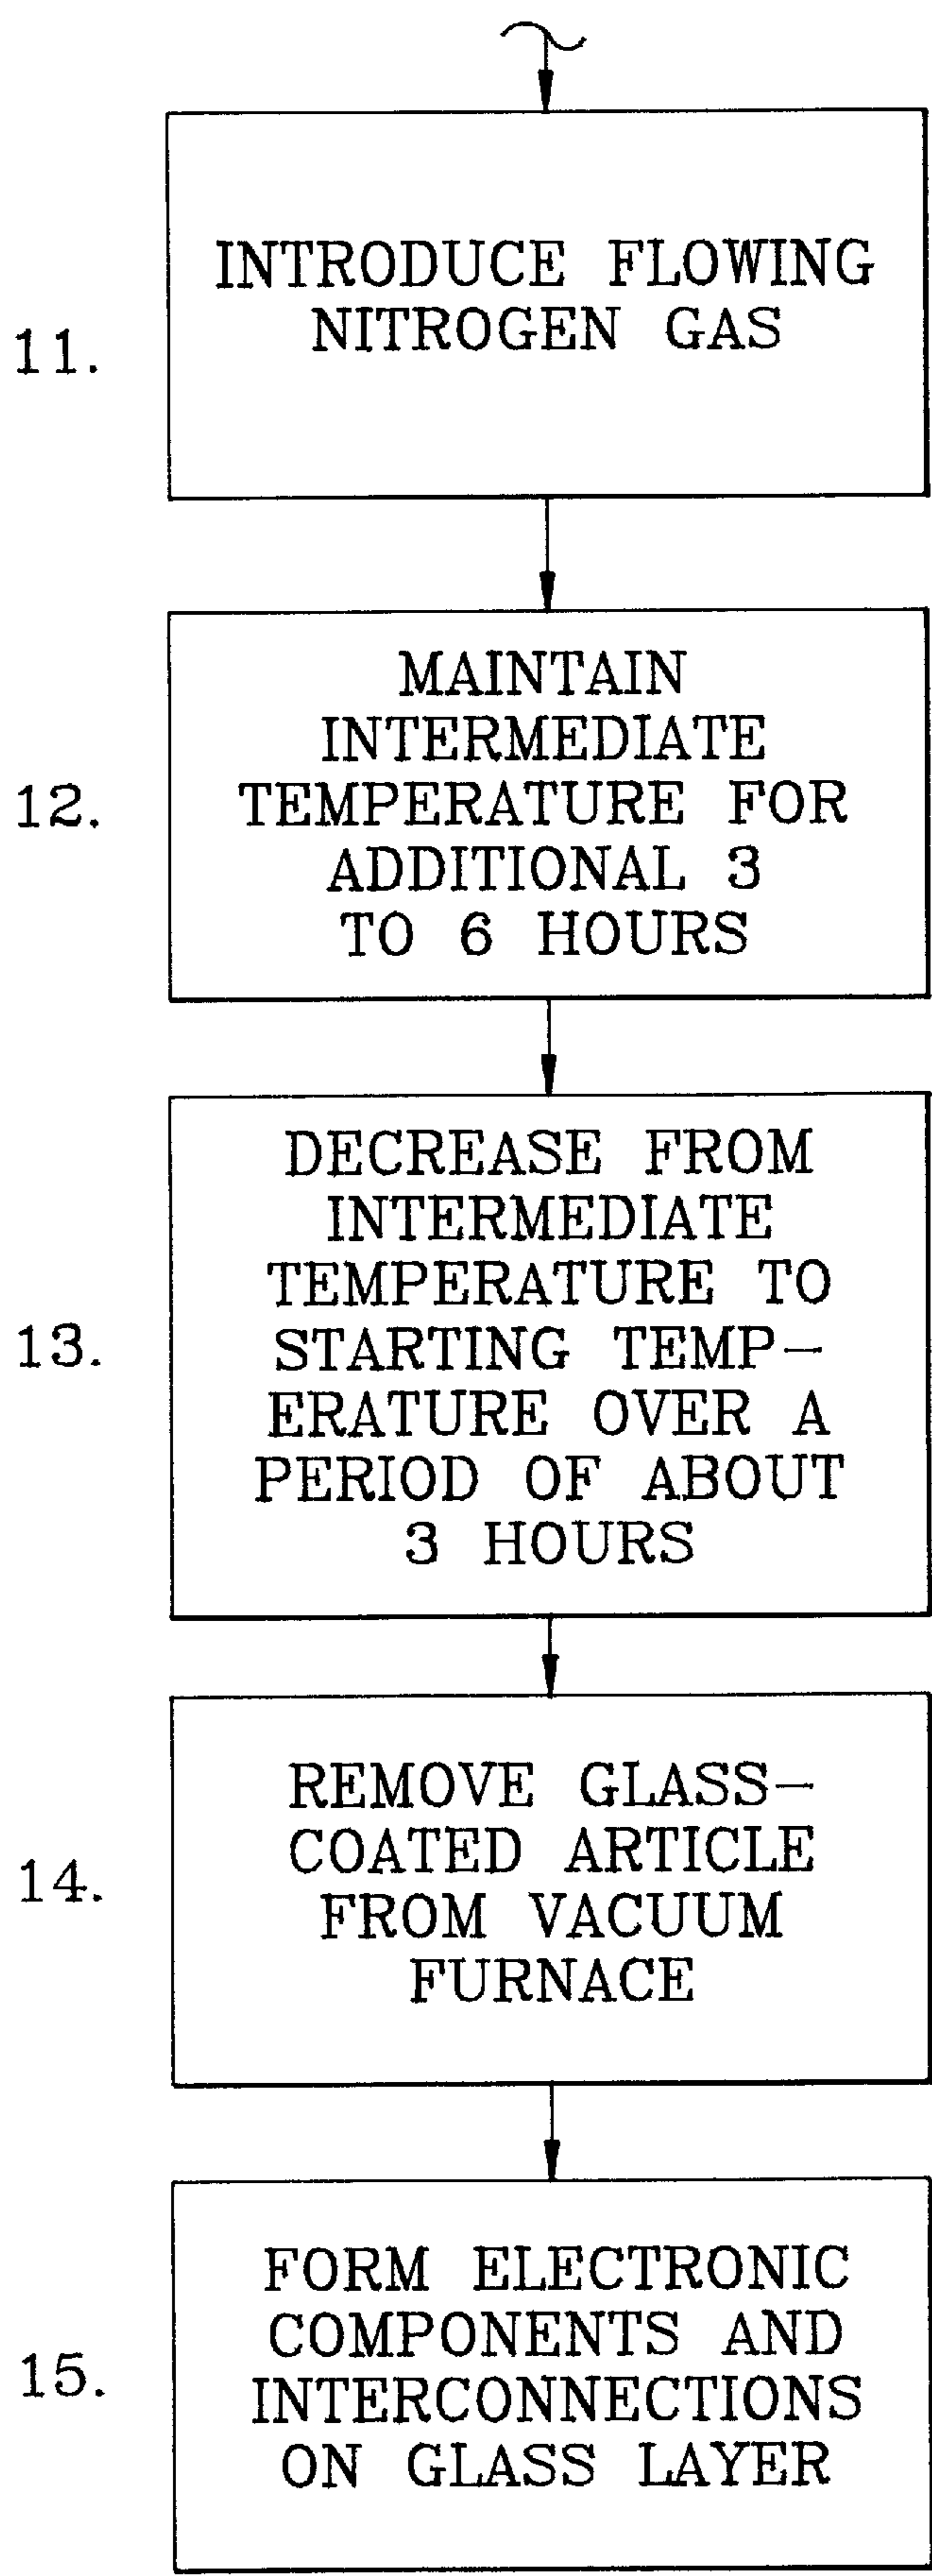 11.
INTRODUCE FLOWING
NITROGEN GAS
12.
MAINTAIN
INTERMEDIATE
TEMPERATURE FOR
ADDITIONAL 3
TO 6 HOURS
13.
DECREASE FROM
INTERMEDIATE
TEMPERATURE TO
STARTING TEMP-
ERATURE OVER A
PERIOD OF ABOUT
3 HOURS
14.
REMOVE GLASS-
COATED ARTICLE
FROM VACUUM
FURNACE
15.
FORM ELECTRONIC
COMPONENTS AND
INTERCONNECTIONS
ON GLASS LAYER